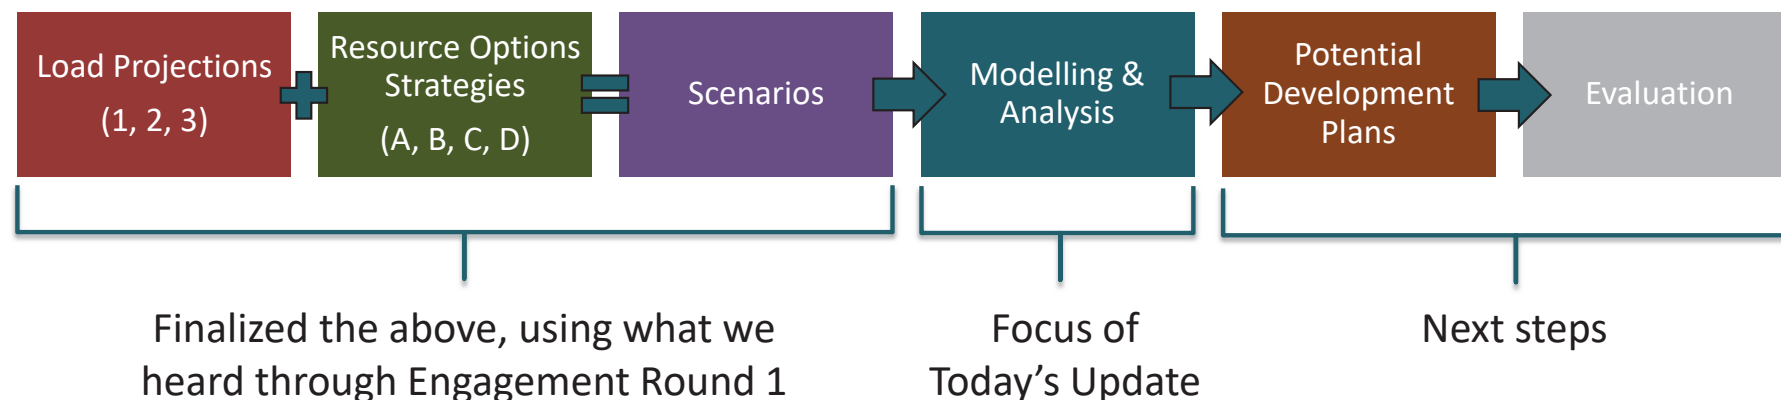 Load Projections
(1, 2, 3)
Resource Options
Strategies
(A, B, C, D)
Scenarios
Modelling &
Analysis
Potential
Development
Plans
Evaluation
Finalized the above, using what we
heard through Engagement Round 1
Focus of
Today’s Update
Next steps